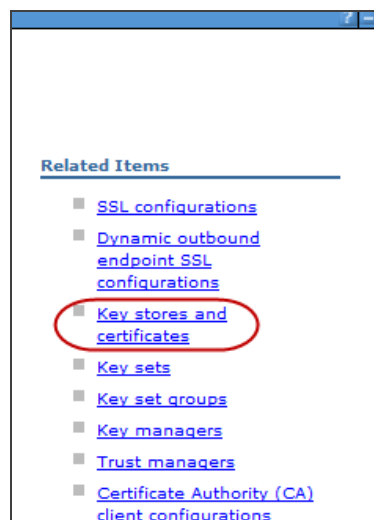 ? –
Related Items
SSL configurations
Dynamic outbound
endpoint SSL
configurations
Key stores and
certificates
Key sets
Key set groups
Key managers
Trust managers
Certificate Authority (CA)
client configurations